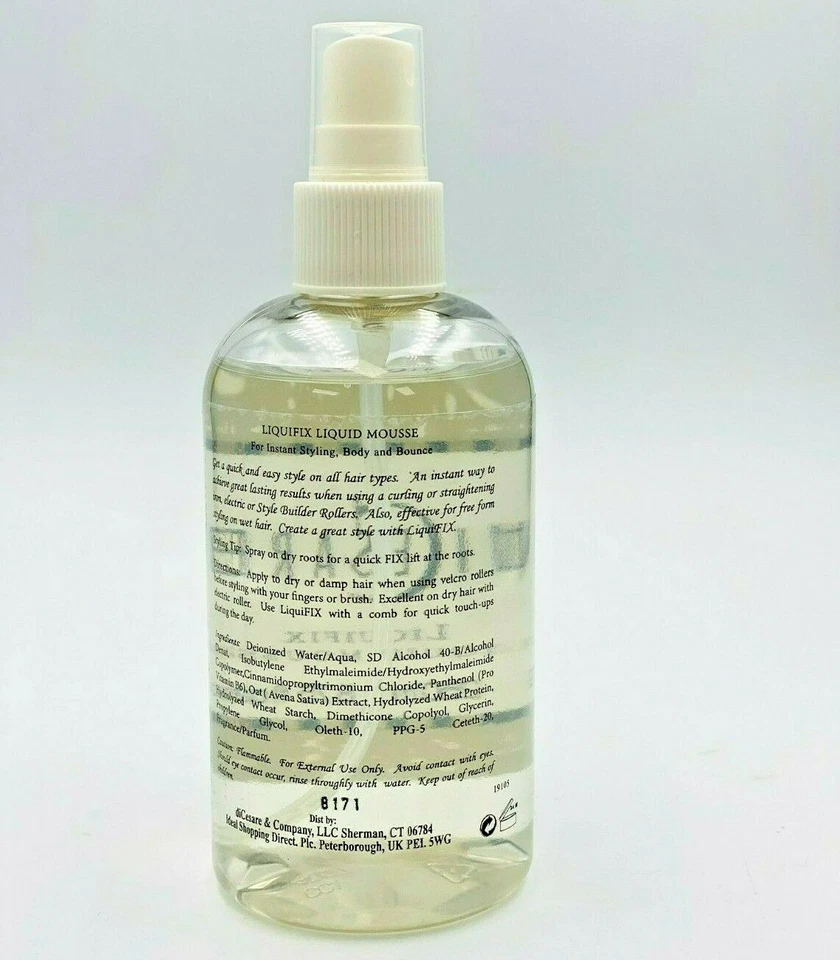 LIQUIFIX LIQUID MOUSSE
For Instant Styling, Body and Bounce
Get a quick and easy style on all hair types. An instant way to
achieve great lasting results when using a curling or straightening
iron, electric or Style Builder Rollers. Also, effective for free form
styling on wet hair. Create a great style with LiquiFIX.
Styling Tip: Spray on dry roots for a quick FIX lift at the roots.
Directions: Apply to dry or damp hair when using velcro rollers
before styling with your fingers or brush. Excellent on dry hair with
electric roller. Use LiquiFIX with a comb for quick touch-ups
during the day.
Ingredients: Deionized Water/Aqua, SD Alcohol 40-B/Alcohol
Denat, Isobutylene Ethylmaleimide/Hydroxyethylmaleimide
Copolymer,Cinnamidopropyltrimonium Chloride, Panthenol (Pro
Vitamin B6), Oat ( Avena Sativa) Extract, Hydrolyzed Wheat Protein,
Hydrolyzed Wheat Starch, Dimethicone Copolyol, Glycerin,
Propylene Glycol, Oleth-10, PPG-5 Ceteth-20,
Fragrance/Parfum.
Caution: Flammable. For External Use Only. Avoid contact with eyes.
Should eye contact occur, rinse throughly with water. Keep out of reach of
children.
19105
8171
Dist by:
diCesare & Company, LLC Sherman, CT 06784
Ideal Shopping Direct. Plc. Peterborough, UK PE1. 5WG